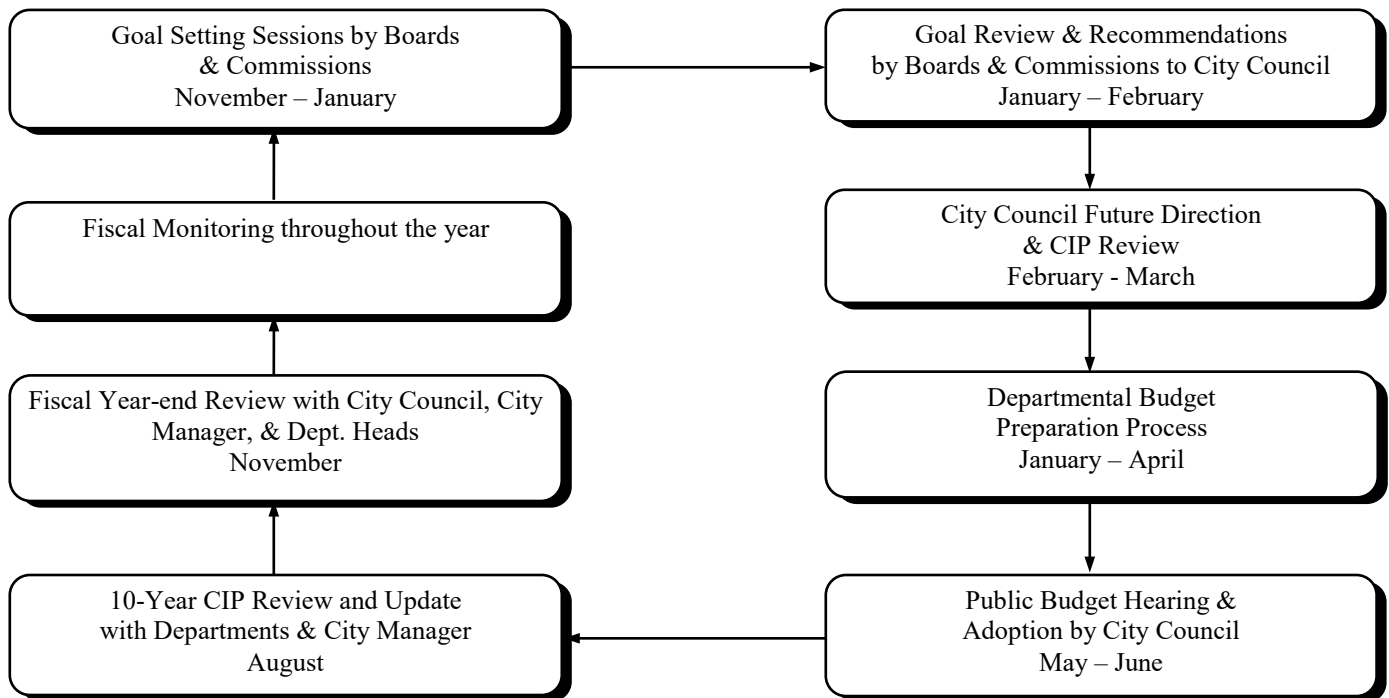 Goal Setting Sessions by Boards
& Commissions
November – January
Goal Review & Recommendations
by Boards & Commissions to City Council
January – February
Fiscal Monitoring throughout the year
City Council Future Direction
& CIP Review
February - March
Fiscal Year-end Review with City Council, City
Manager, & Dept. Heads
November
Departmental Budget
Preparation Process
January – April
10-Year CIP Review and Update
with Departments & City Manager
August
Public Budget Hearing &
Adoption by City Council
May – June